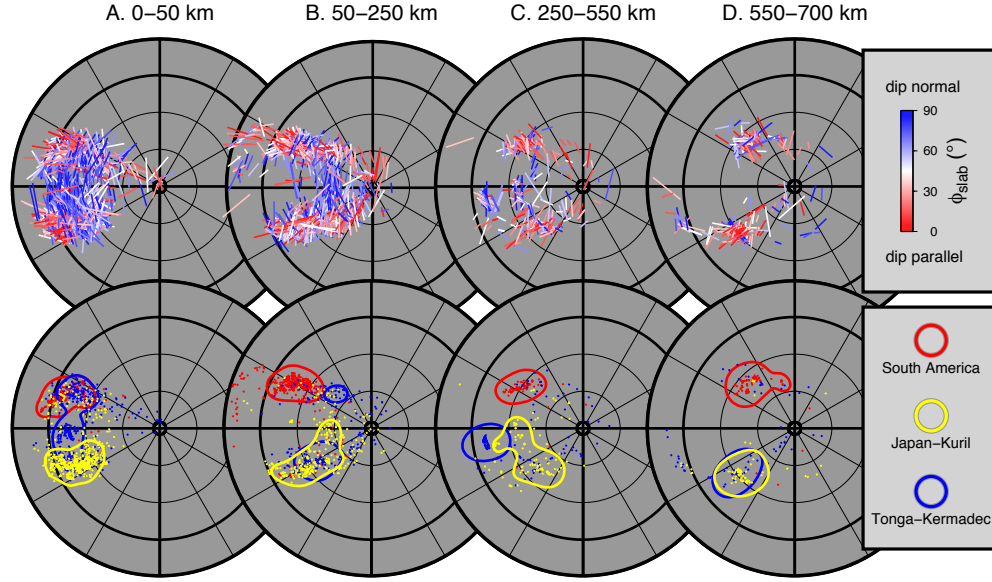 A. 0−50 km
B. 50−250 km
C. 250−550 km
D. 550−700 km
dip normal
90
60
30
0
ϕslab (°)
dip parallel
South America
Japan−Kuril
Tonga−Kermadec